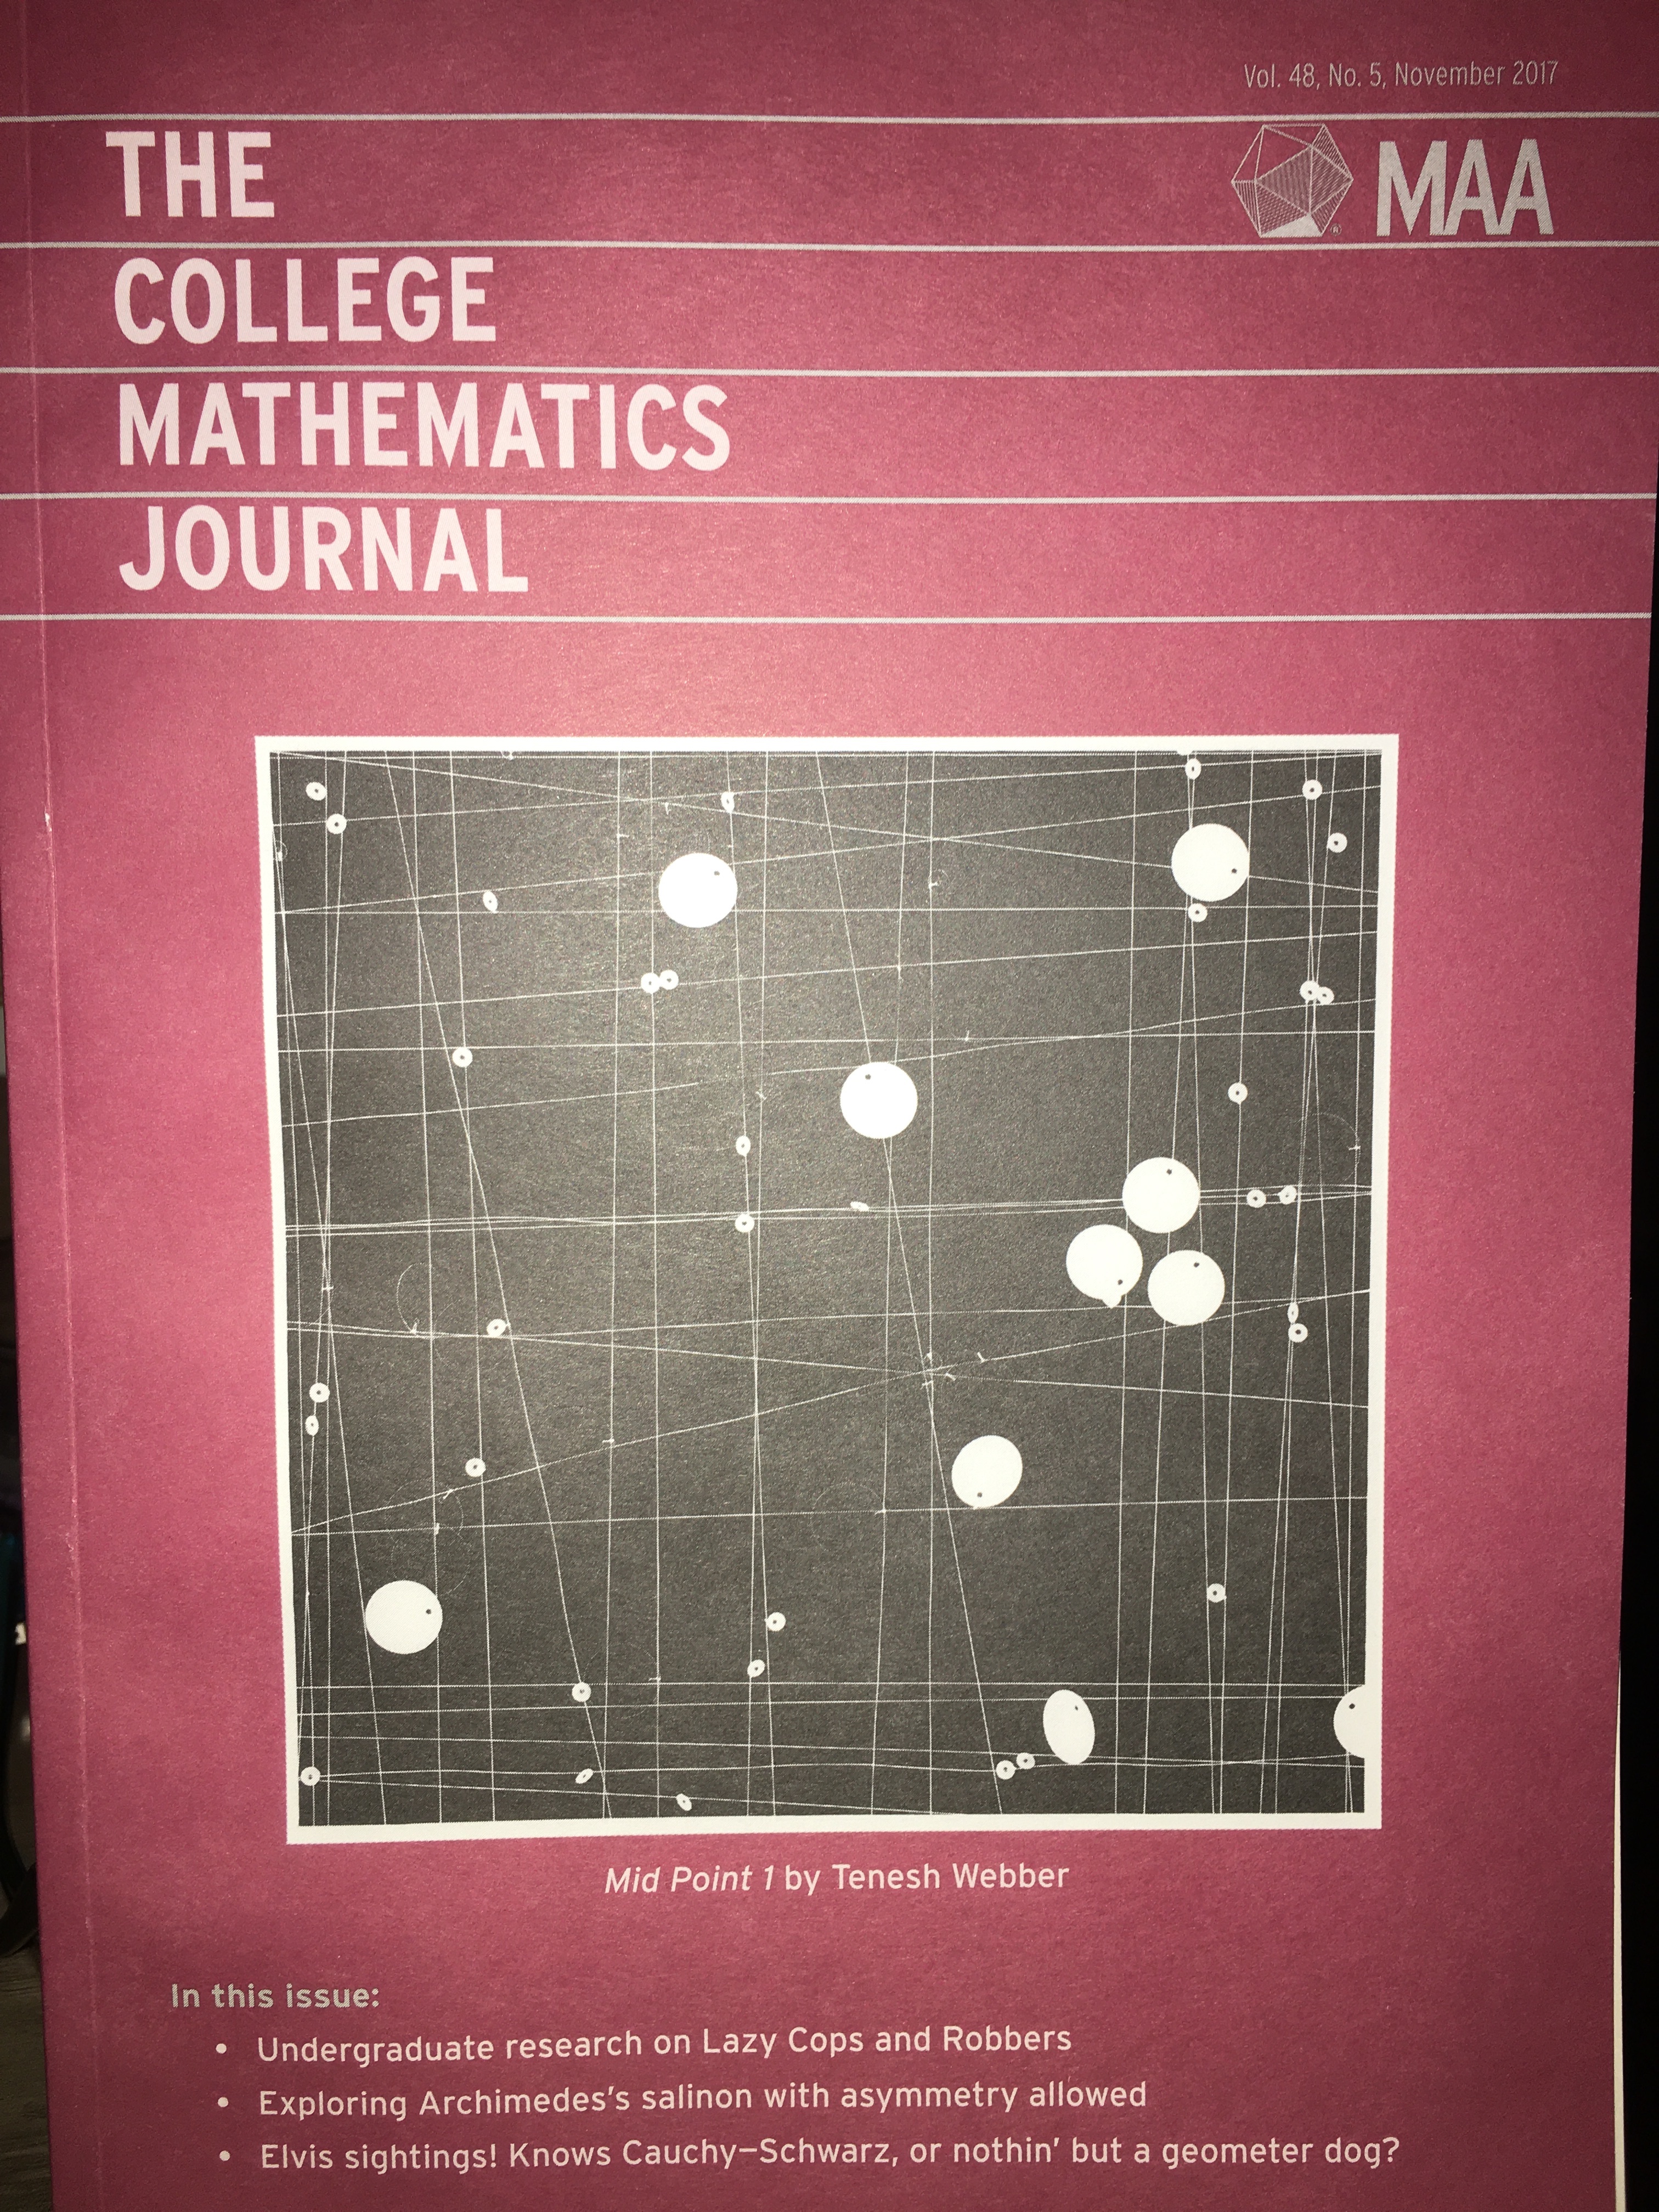 Vol. 48, No. 5, November 2017
THE
MAA
COLLEGE
MATHEMATICS
JOURNAL
Mid Point 1 by Tenesh Webber
In this issue:
• Undergraduate research on Lazy Cops and Robbers
• Exploring Archimedes's salinon with asymmetry allowed
• Elvis sightings! Knows Cauchy–Schwarz, or nothin' but a geometer dog?